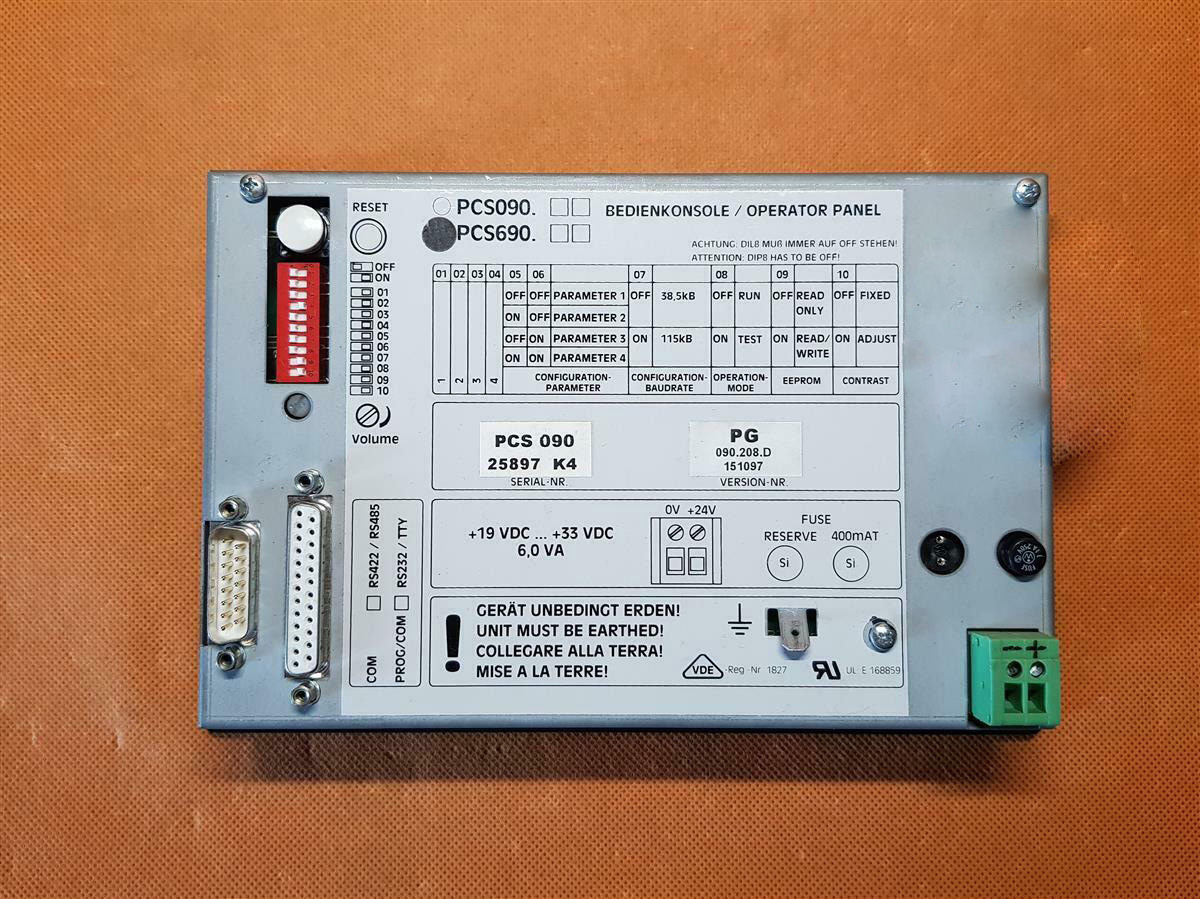 RESET
PCS090.
PCS690.
BEDIENKONSOLE / OPERATOR PANEL
ACHTUNG: DIL8 MUß IMMER AUF OFF STEHEN!
ATTENTION: DIP8 HAS TO BE OFF!
OFF
ON
01
02
03
04
05
06
07
08
09
10
Volume
01 02 03 04 05 06 07 08 09 10
OFF OFF PARAMETER 1 OFF 38,5kB OFF RUN OFF READ ONLY OFF FIXED
ON OFF PARAMETER 2
OFF ON PARAMETER 3 ON 115kB ON TEST ON READ/ WRITE ON ADJUST
ON ON PARAMETER 4
1 2 3 4 CONFIGURATION- PARAMETER CONFIGURATION- BAUDRATE OPERATION- MODE EEPROM CONTRAST
PCS 090
25897 K4
SERIAL-NR.
PG
090.208.D
151097
VERSION-NR.
COM RS422 / RS485
PROG/COM RS232 / TTY
+19 VDC ... +33 VDC
6,0 VA
0V +24V
FUSE
RESERVE 400mAT
Si Si
! GERÄT UNBEDINGT ERDEN!
UNIT MUST BE EARTHED!
COLLEGARE ALLA TERRA!
MISE A LA TERRE!
VDE Reg-Nr 1827
UL E 168859
- +